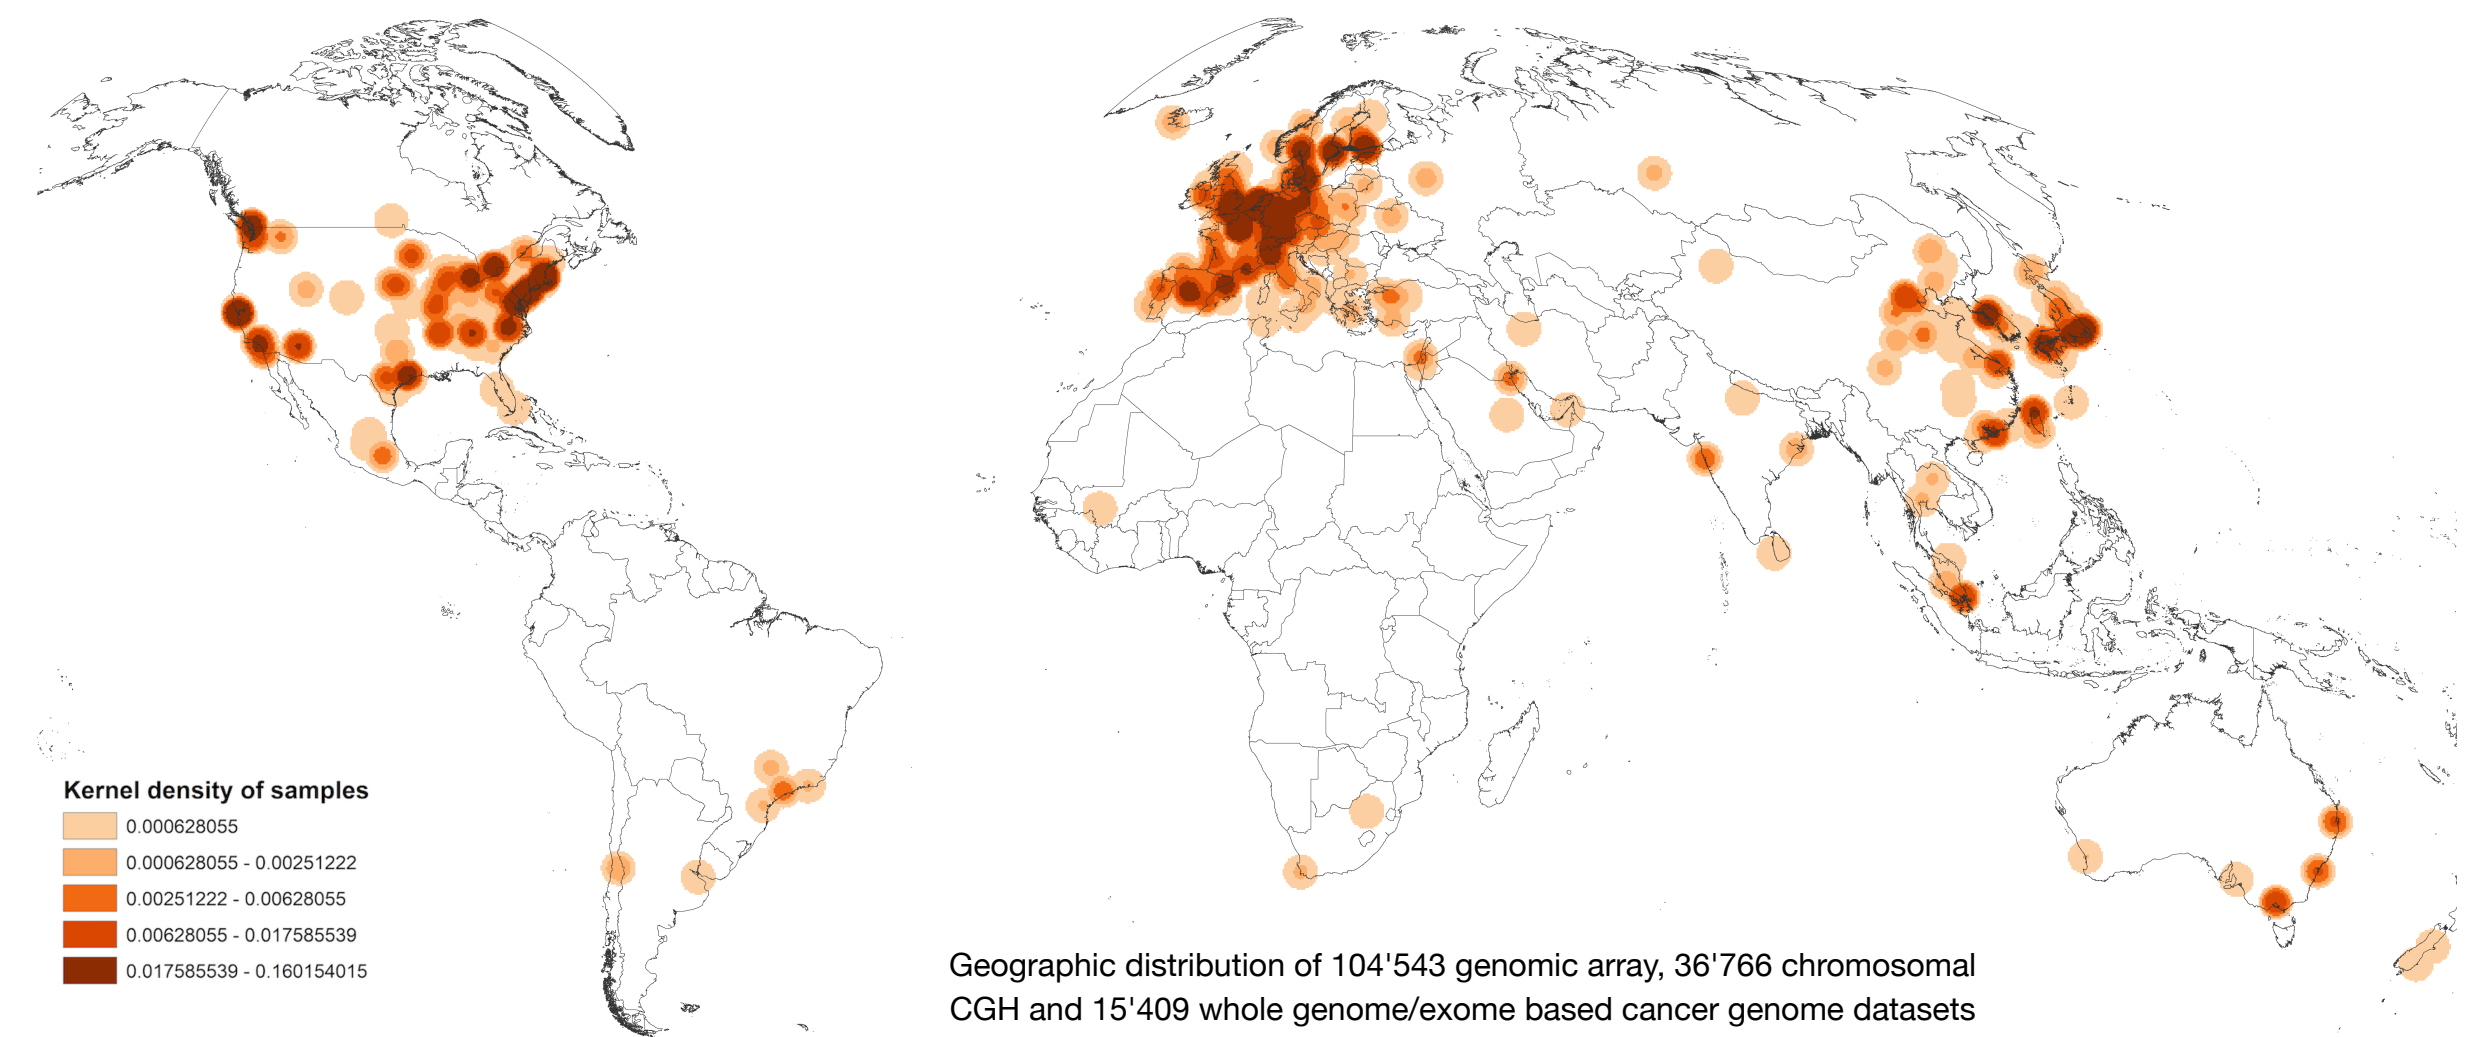 Kernel density of samples
0.000628055
0.000628055 - 0.00251222
0.00251222 - 0.00628055
0.00628055 - 0.017585539
0.017585539 - 0.160154015
Geographic distribution of 104'543 genomic array, 36'766 chromosomal
CGH and 15'409 whole genome/exome based cancer genome datasets